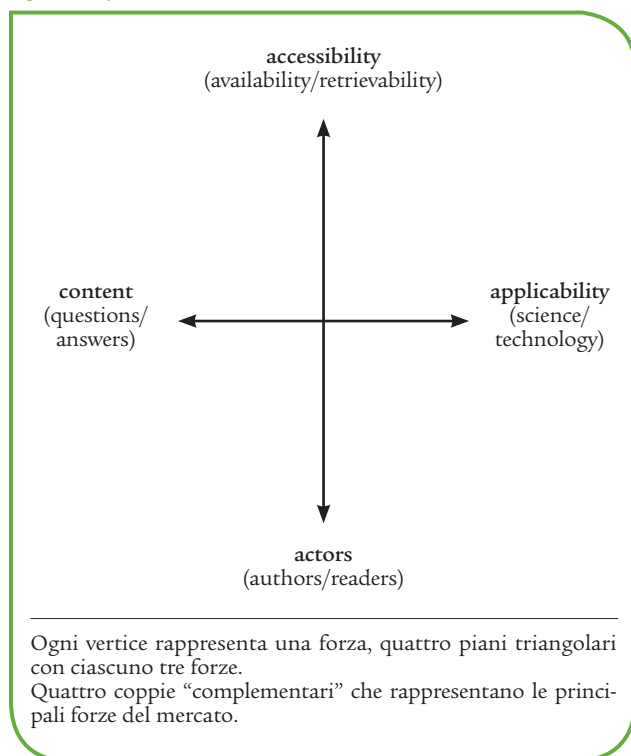 accessibility
(availability/retrievability)
content
(questions/
answers)
applicability
(science/
technology)
actors
(authors/readers)
Ogni vertice rappresenta una forza, quattro piani triangolari
con ciascuno tre forze.
Quattro coppie “complementari” che rappresentano le princi-
pali forze del mercato.